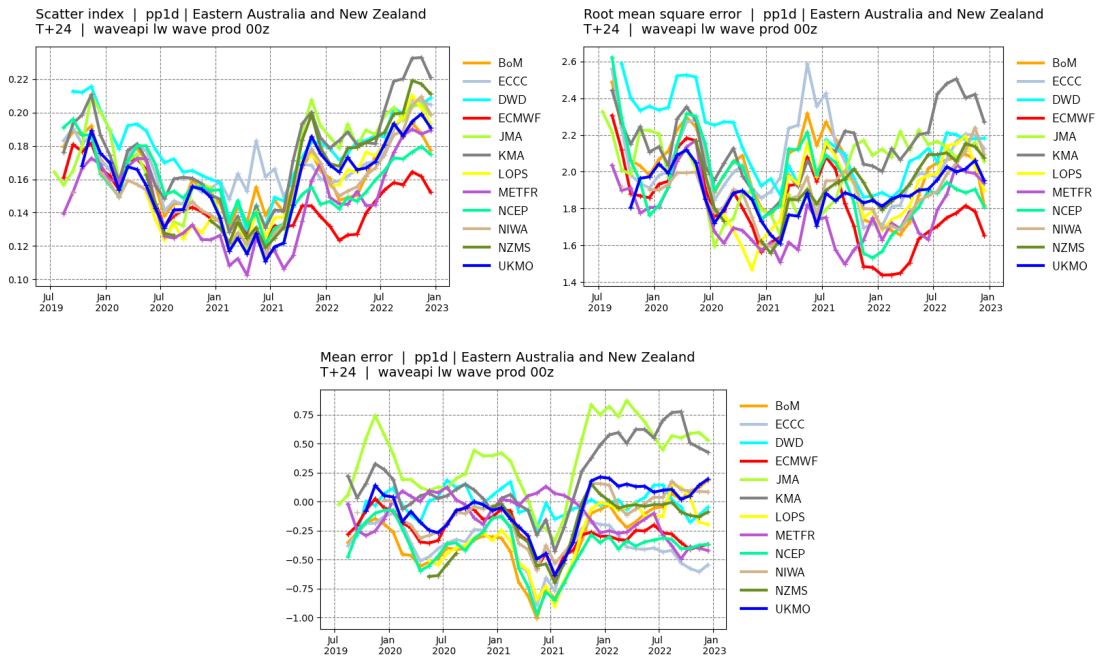 Scatter index | pp1d | Eastern Australia and New Zealand
T+24 | waveapi lw wave prod 00z
0.22
0.20
0.18
0.16
0.14
0.12
0.10
Jul 2019
Jan 2020
Jul 2020
Jan 2021
Jul 2021
Jan 2022
Jul 2022
Jan 2023
BoM
ECCC
DWD
ECMWF
JMA
KMA
LOPS
METFR
NCEP
NIWA
NZMS
UKMO
Root mean square error | pp1d | Eastern Australia and New Zealand
T+24 | waveapi lw wave prod 00z
2.6
2.4
2.2
2.0
1.8
1.6
1.4
Jul 2019
Jan 2020
Jul 2020
Jan 2021
Jul 2021
Jan 2022
Jul 2022
Jan 2023
BoM
ECCC
DWD
ECMWF
JMA
KMA
LOPS
METFR
NCEP
NIWA
NZMS
UKMO
Mean error | pp1d | Eastern Australia and New Zealand
T+24 | waveapi lw wave prod 00z
0.75
0.50
0.25
0.00
−0.25
−0.50
−0.75
−1.00
Jul 2019
Jan 2020
Jul 2020
Jan 2021
Jul 2021
Jan 2022
Jul 2022
Jan 2023
BoM
ECCC
DWD
ECMWF
JMA
KMA
LOPS
METFR
NCEP
NIWA
NZMS
UKMO